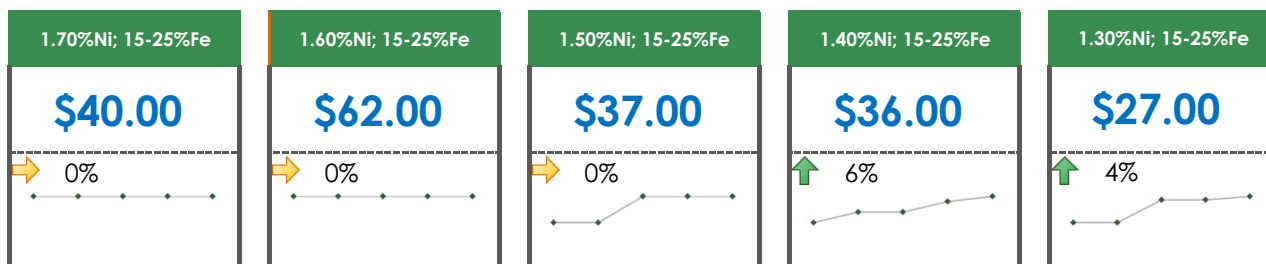 1.70%Ni; 15-25%Fe
$40.00
0%
1.60%Ni; 15-25%Fe
$62.00
0%
1.50%Ni; 15-25%Fe
$37.00
0%
1.40%Ni; 15-25%Fe
$36.00
6%
1.30%Ni; 15-25%Fe
$27.00
4%